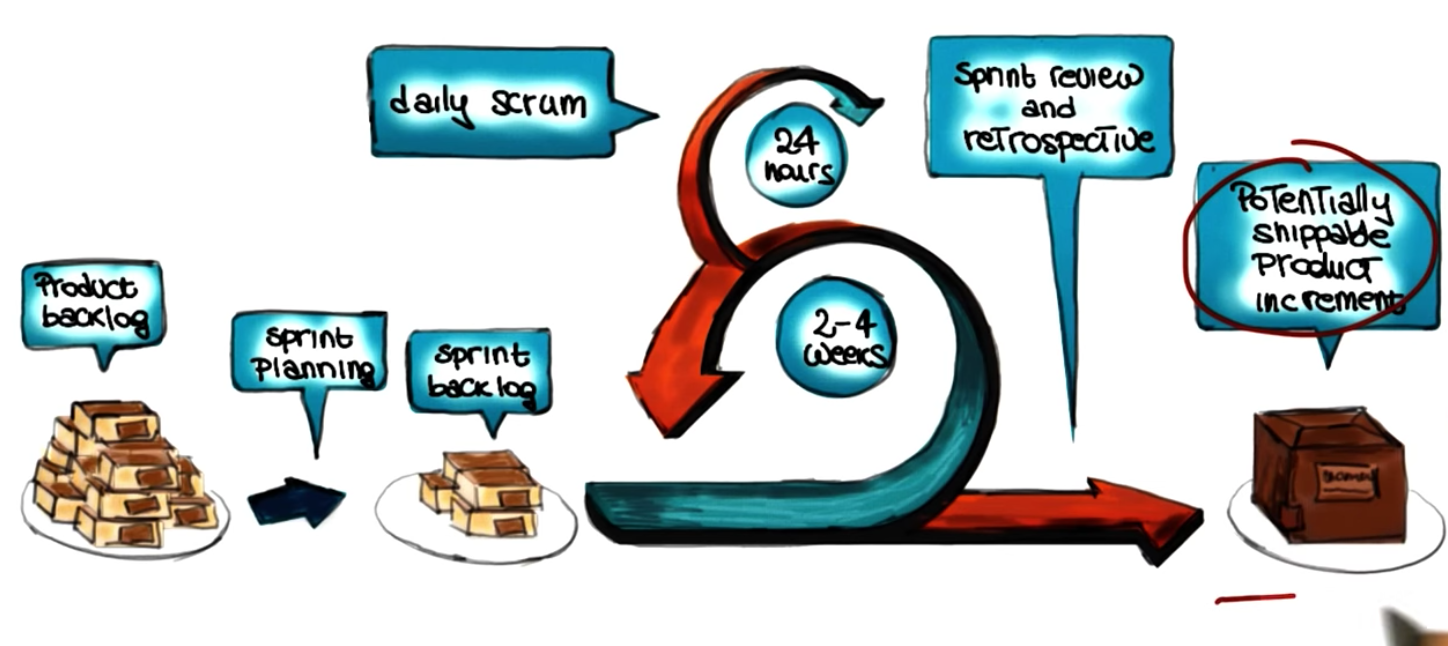 daily scrum
24
hours
Sprint review
and
retrospective
Potentially
shippable
Product
increment
Product
backlog
sprint
Planning
sprint
backlog
2-4
weeks